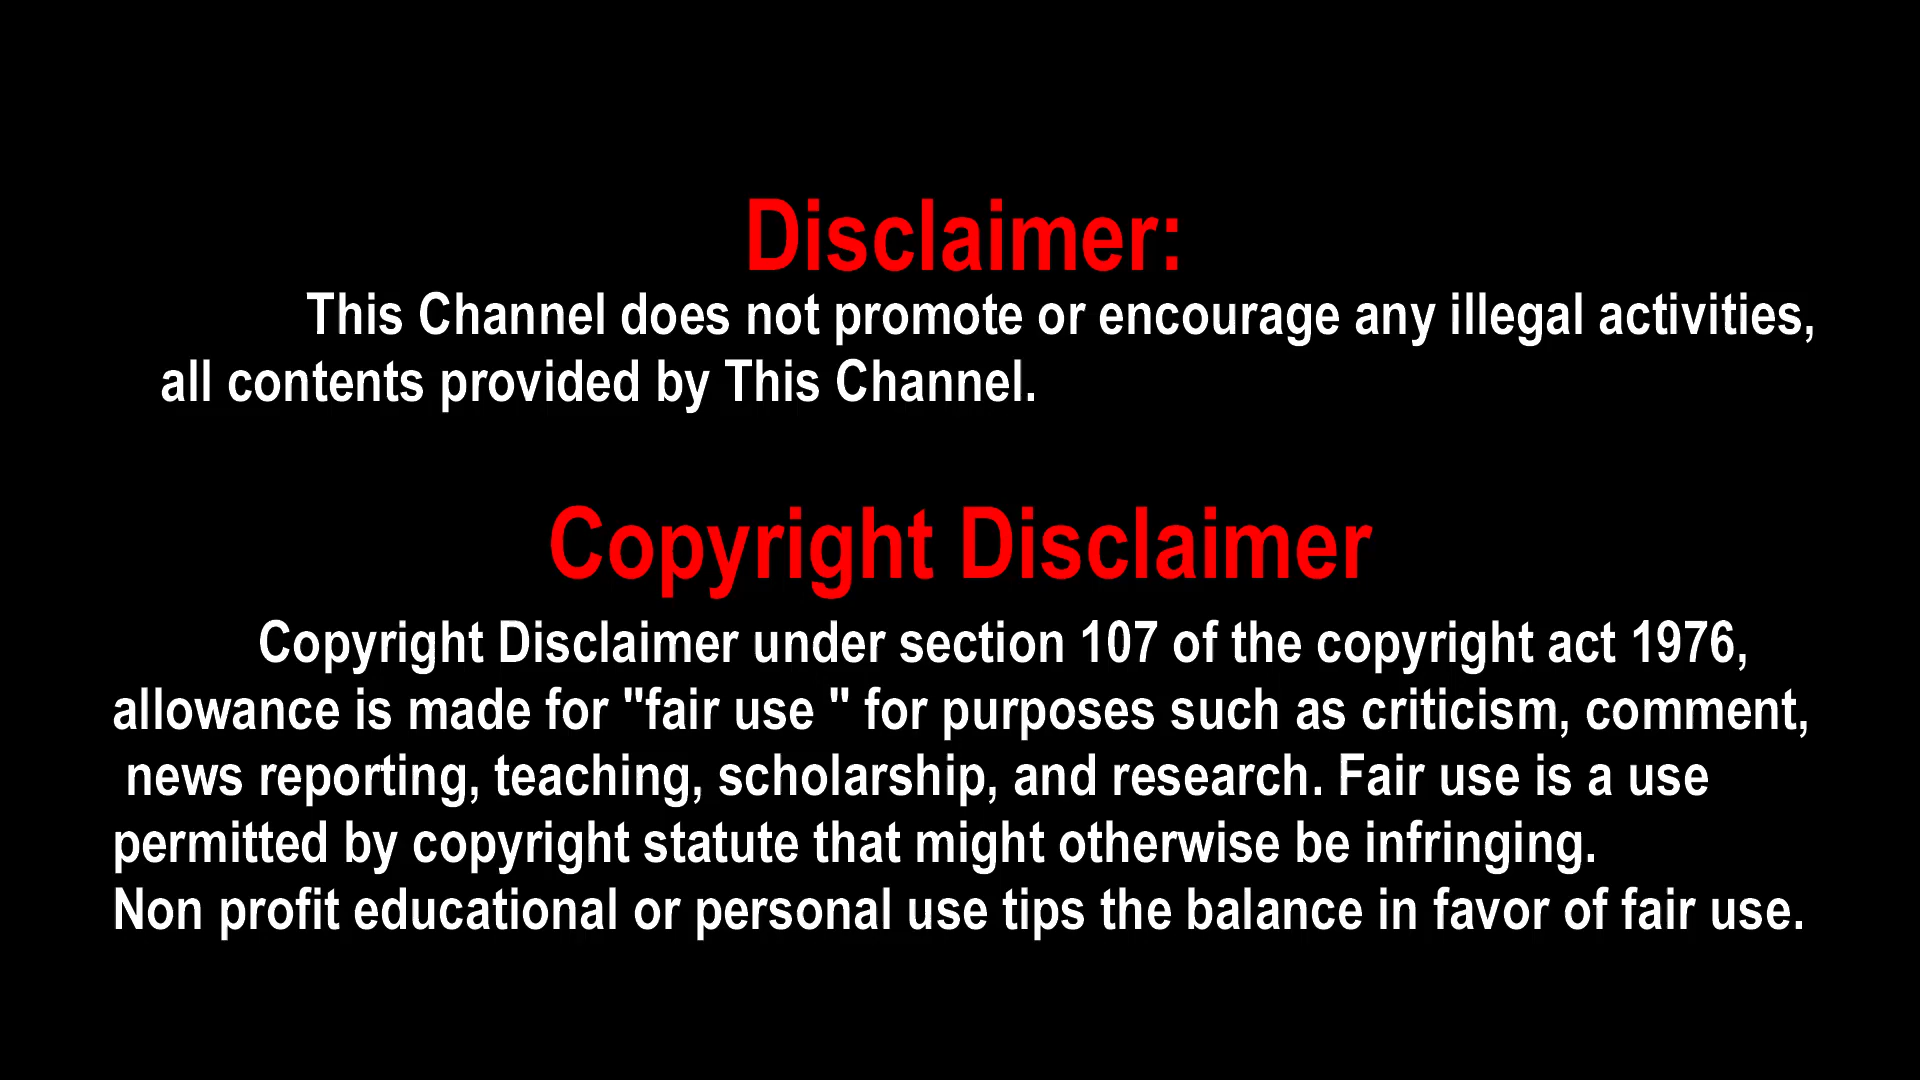 Disclaimer:
This Channel does not promote or encourage any illegal activities,
all contents provided by This Channel.
Copyright Disclaimer
Copyright Disclaimer under section 107 of the copyright act 1976,
allowance is made for "fair use " for purposes such as criticism, comment,
news reporting, teaching, scholarship, and research. Fair use is a use
permitted by copyright statute that might otherwise be infringing.
Non profit educational or personal use tips the balance in favor of fair use.